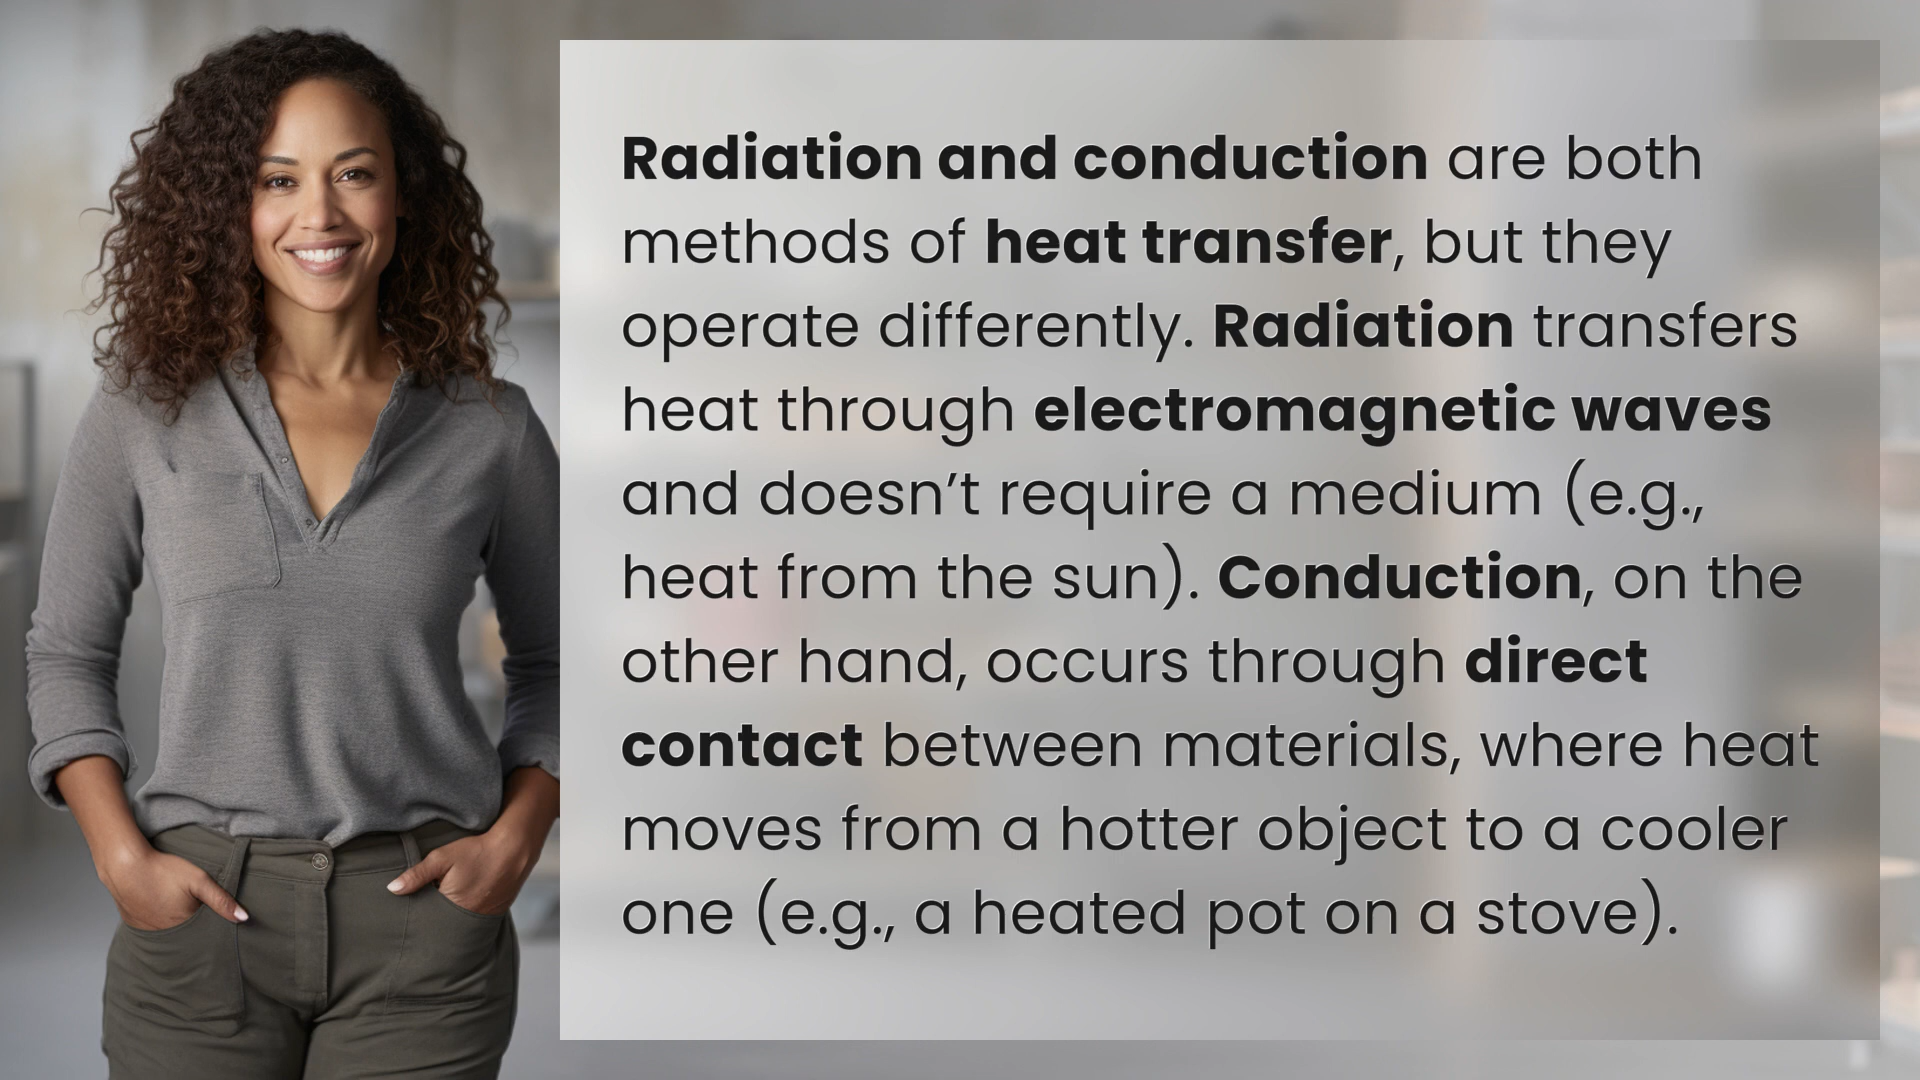 Radiation and conduction are both
methods of heat transfer, but they
operate differently. Radiation transfers
heat through electromagnetic waves
and doesn’t require a medium (e.g.,
heat from the sun). Conduction, on the
other hand, occurs through direct
contact between materials, where heat
moves from a hotter object to a cooler
one (e.g., a heated pot on a stove).